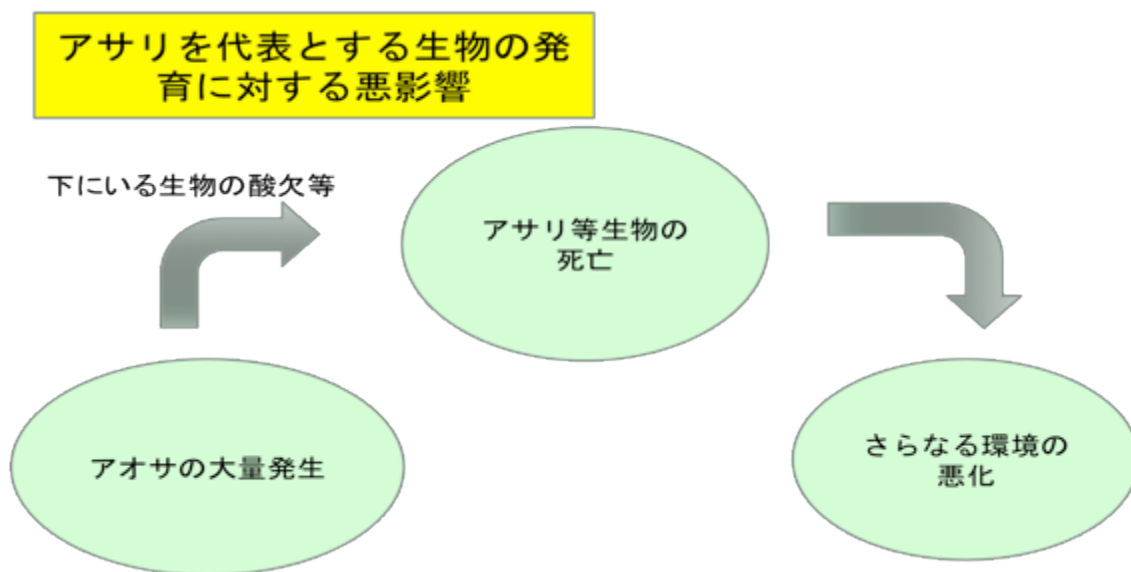 アサリを代表とする生物の発
育に対する悪影響
下にいる生物の酸欠等
アサリ等生物の
死亡
アオサの大量発生
さらなる環境の
悪化